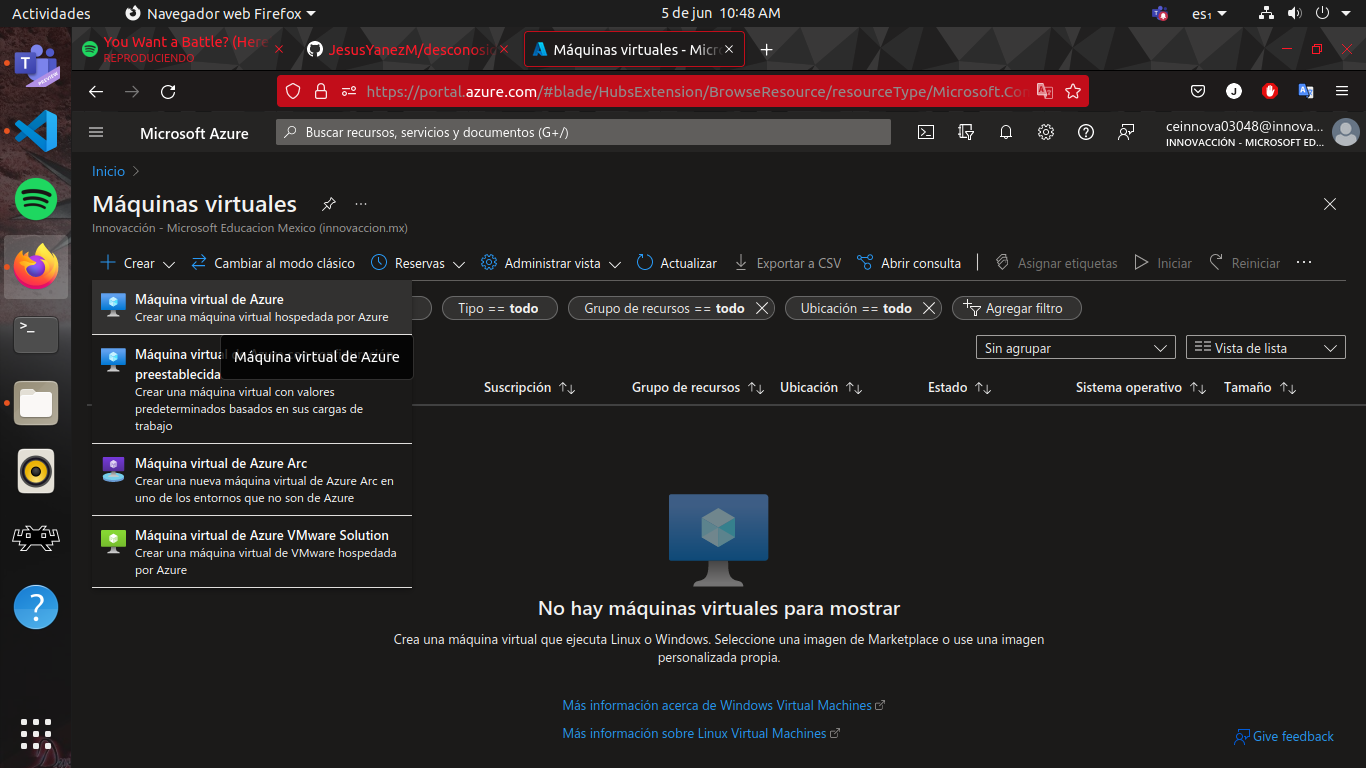 Actividades
Navegador web Firefox
5 de jun 10:48 AM
es₁
You Want a Battle? (Here
REPRODUCIENDO
JesusYanezM/desconosi
Máquinas virtuales - Micr
https://portal.azure.com/#blade/HubsExtension/BrowseResource/resourceType/Microsoft.Co
J
PREVIEW
Microsoft Azure
Buscar recursos, servicios y documentos (G+/)
ceinnova03048@innova...
INNOVACCIÓN - MICROSOFT ED...
Inicio
Máquinas virtuales
Innovacción - Microsoft Educacion Mexico (innovaccion.mx)
Crear
Cambiar al modo clásico
Reservas
Administrar vista
Actualizar
Exportar a CSV
Abrir consulta
Asignar etiquetas
Iniciar
Reiniciar
Máquina virtual de Azure
Crear una máquina virtual hospedada por Azure
Máquina virtual
preestablecida
Máquina virtual de Azure
Crear una máquina virtual con valores
predeterminados basados en sus cargas de
trabajo
Máquina virtual de Azure Arc
Crear una nueva máquina virtual de Azure Arc en
uno de los entornos que no son de Azure
Máquina virtual de Azure VMware Solution
Crear una máquina virtual de VMware hospedada
por Azure
Tipo == todo
Grupo de recursos == todo
Ubicación == todo
Agregar filtro
Sin agrupar
Vista de lista
Suscripción
Grupo de recursos
Ubicación
Estado
Sistema operativo
Tamaño
No hay máquinas virtuales para mostrar
Crea una máquina virtual que ejecuta Linux o Windows. Seleccione una imagen de Marketplace o use una imagen
personalizada propia.
Más información acerca de Windows Virtual Machines
Más información sobre Linux Virtual Machines
Give feedback